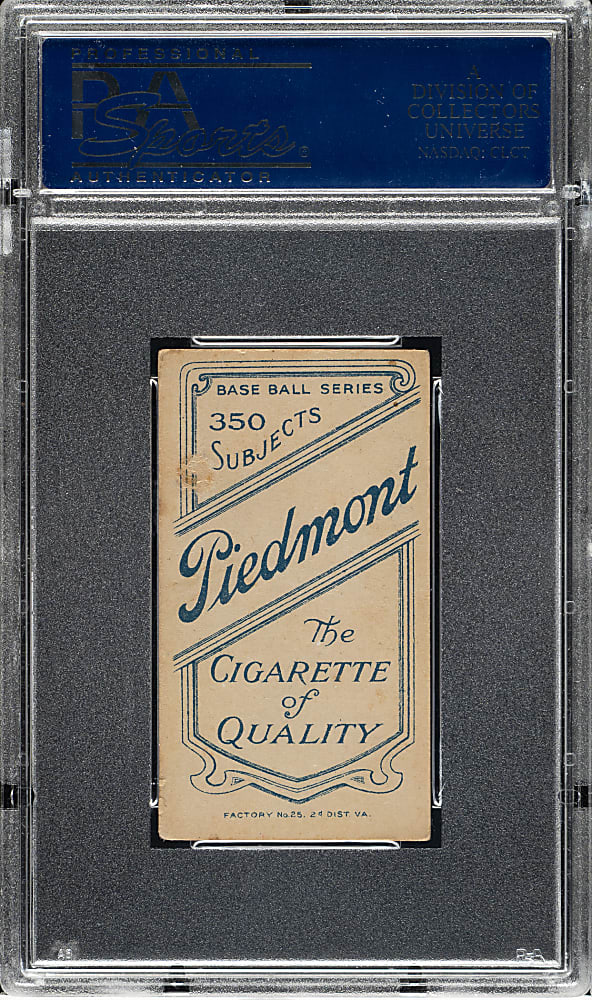 PROFESSIONAL
PSA
Sports
AUTHENTICATOR
A
DIVISION OF
COLLECTORS
UNIVERSE
NASDAQ: CLCT
BASE BALL SERIES
350
SUBJECTS
Piedmont
The
CIGARETTE
of
QUALITY
FACTORY No. 25, 2d DIST. VA.
PSA